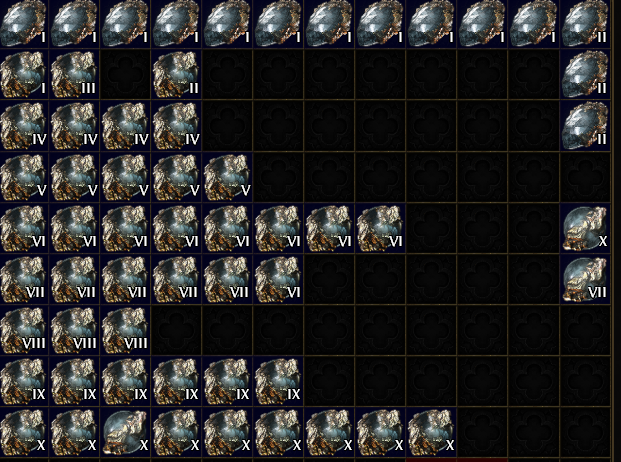 I I I I I I I I I I I II
I III II II
IV IV IV IV II
V V V V V
VI VI VI VI VI VI VI VI X
VII VII VII VII VII VI VII
VIII VIII VIII
IX IX IX IX IX IX
X X X X X X X X X